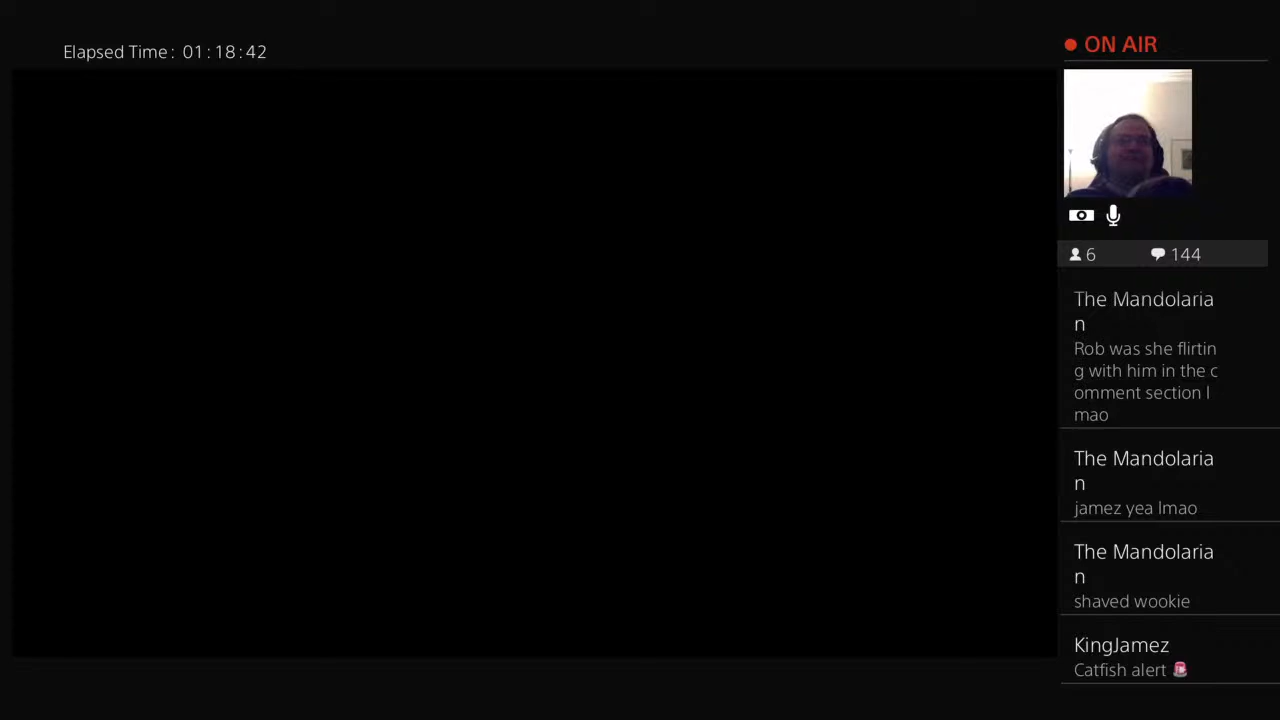 Elapsed Time: 01:18:42
ON AIR
6 144
The Mandolaria
n
Rob was she flirtin
g with him in the c
omment section l
mao
The Mandolaria
n
jamez yea lmao
The Mandolaria
n
shaved wookie
KingJamez
Catfish alert 🚨